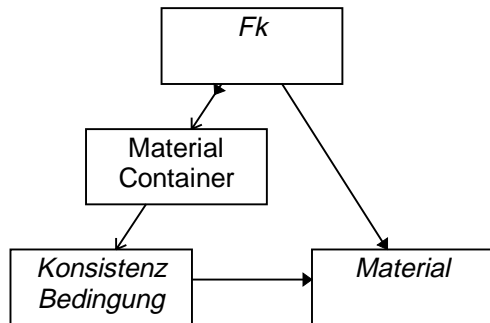 Fk
Material
Container
Konsistenz
Bedingung
Material